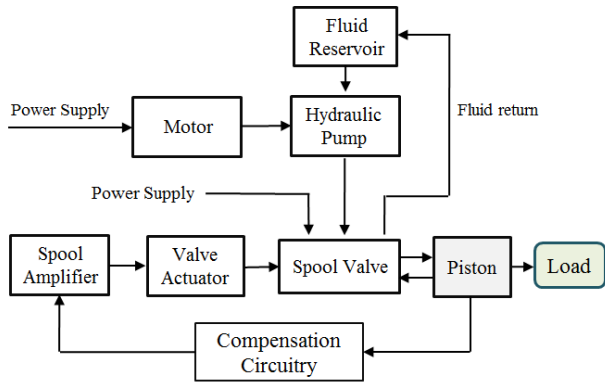 Fluid
Reservoir
Power Supply
Motor
Hydraulic
Pump
Fluid return
Power Supply
Spool
Amplifier
Valve
Actuator
Spool Valve
Piston
Load
Compensation
Circuitry